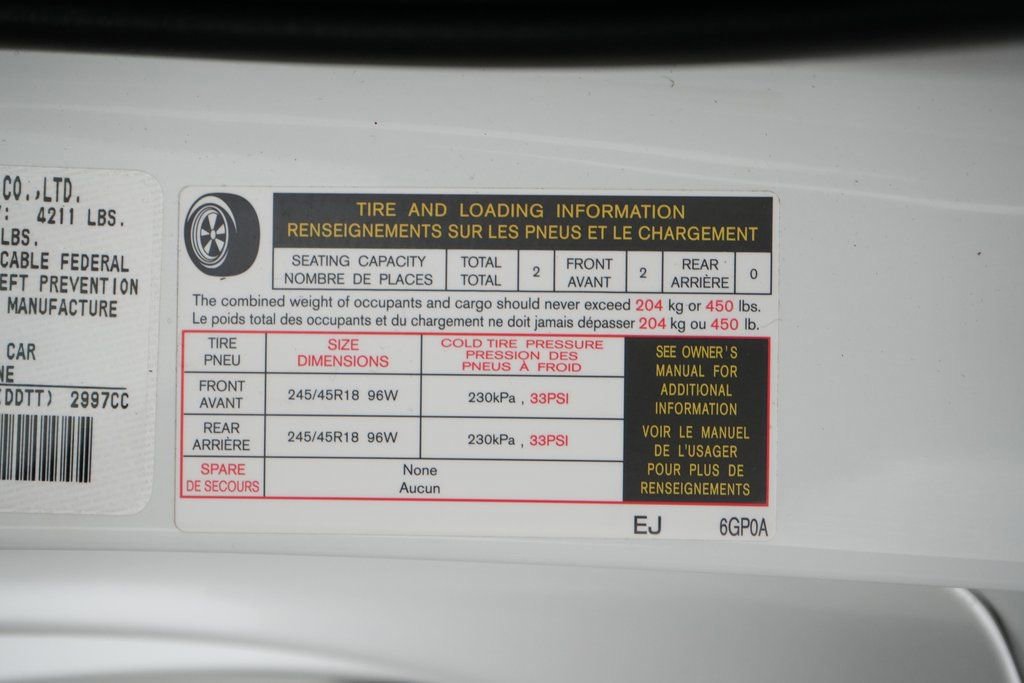 CO.,LTD.
: 4211 LBS.
LBS.
CABLE FEDERAL
EFT PREVENTION
MANUFACTURE
CAR
NE
(DDTT) 2997CC
TIRE AND LOADING INFORMATION
RENSEIGNEMENTS SUR LES PNEUS ET LE CHARGEMENT
SEATING CAPACITY
NOMBRE DE PLACES
TOTAL
TOTAL
2
FRONT
AVANT
2
REAR
ARRIÈRE
0
The combined weight of occupants and cargo should never exceed 204 kg or 450 lbs.
Le poids total des occupants et du chargement ne doit jamais dépasser 204 kg ou 450 lb.
TIRE
PNEU
SIZE
DIMENSIONS
COLD TIRE PRESSURE
PRESSION DES
PNEUS À FROID
FRONT
AVANT
245/45R18 96W
230kPa , 33PSI
REAR
ARRIÈRE
245/45R18 96W
230kPa , 33PSI
SPARE
DE SECOURS
None
Aucun
SEE OWNER'S
MANUAL FOR
ADDITIONAL
INFORMATION
VOIR LE MANUEL
DE L'USAGER
POUR PLUS DE
RENSEIGNEMENTS
EJ 6GP0A